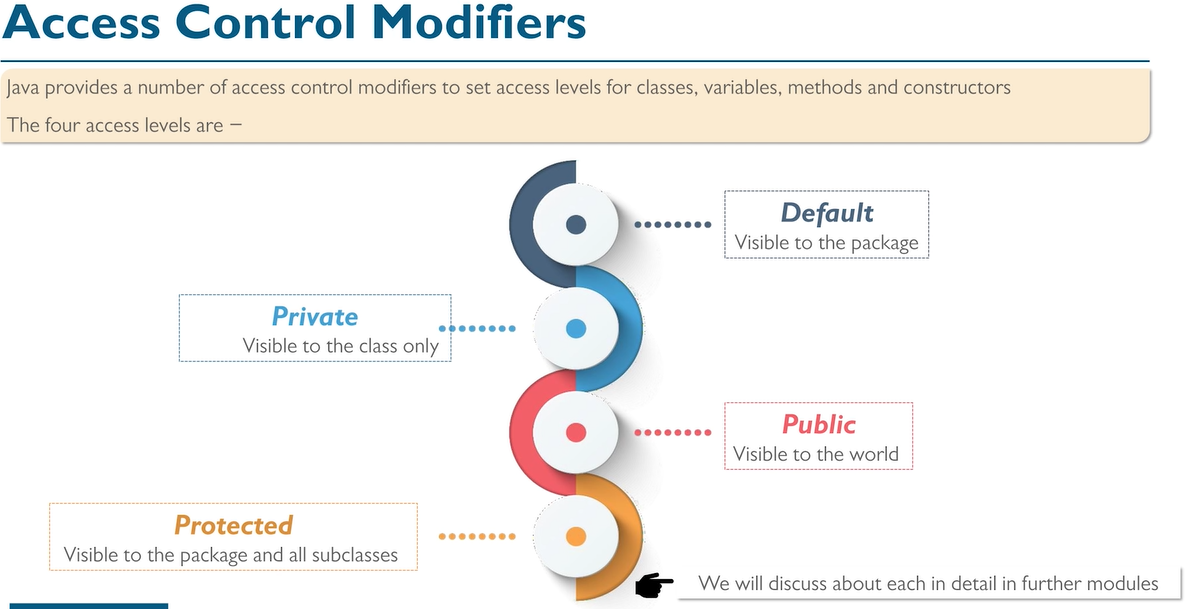 Access Control Modifiers
Java provides a number of access control modifiers to set access levels for classes, variables, methods and constructors
The four access levels are –
Default
Visible to the package
Private
Visible to the class only
Public
Visible to the world
Protected
Visible to the package and all subclasses
We will discuss about each in detail in further modules